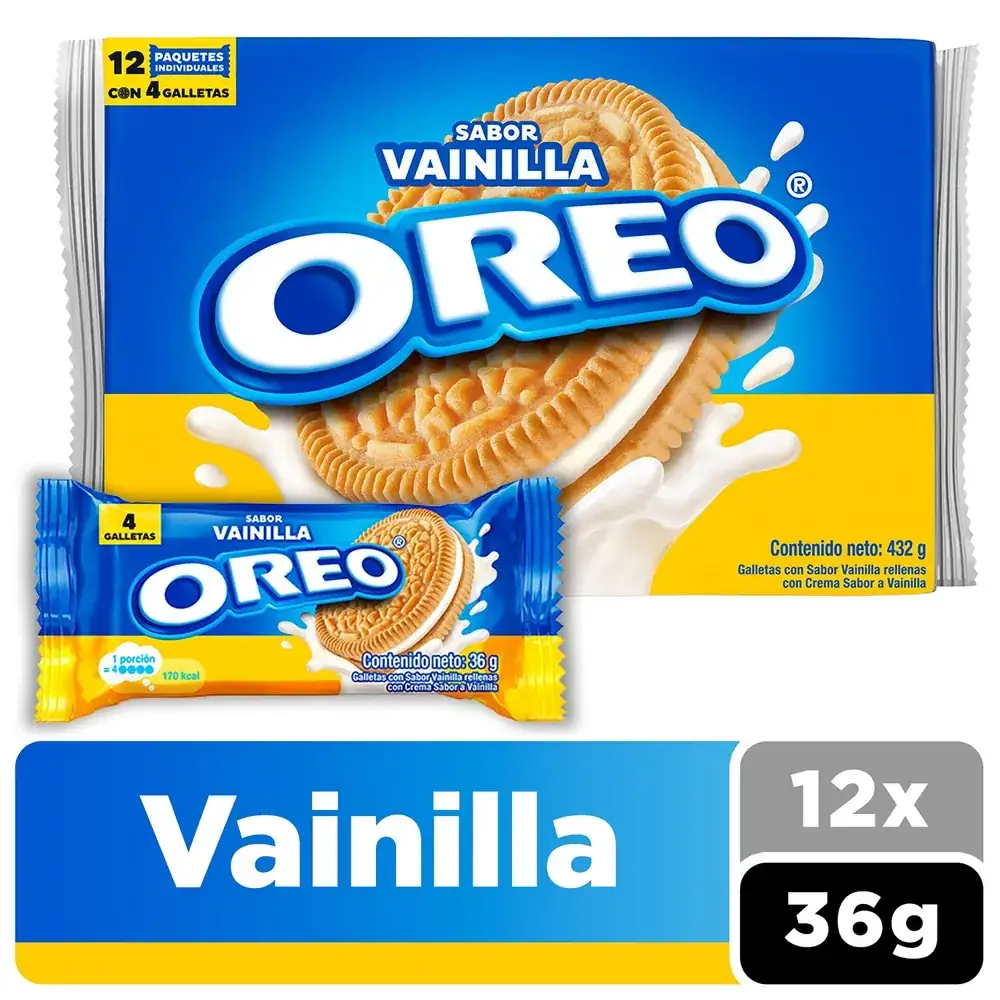 12 PAQUETES INDIVIDUALES
CON 4 GALLETAS
SABOR
VAINILLA
OREO®
Contenido neto: 432 g
Galletas con Sabor Vainilla rellenas
con Crema Sabor a Vainilla
4
GALLETAS
SABOR
VAINILLA
OREO®
1 porción
= 4
170 kcal
Contenido neto: 36 g
Galletas con Sabor Vainilla rellenas
con Crema Sabor a Vainilla
Vainilla
12x
36g